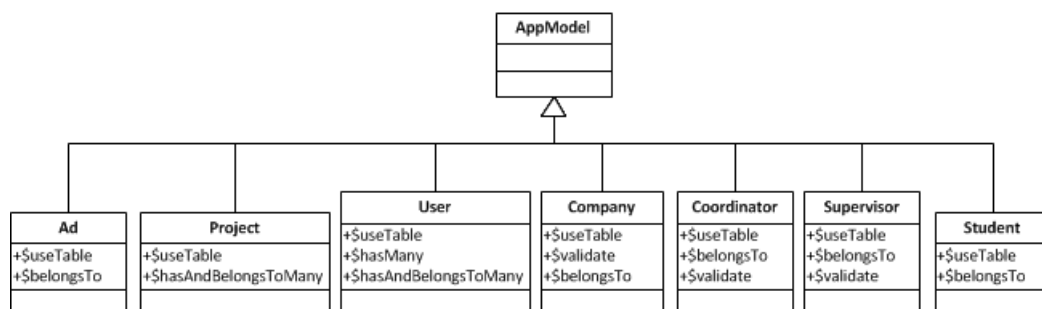 AppModel
Ad
+$useTable
+$belongsTo
Project
+$useTable
+$hasAndBelongsToMany
User
+$useTable
+$hasMany
+$hasAndBelongsToMany
Company
+$useTable
+$validate
+$belongsTo
Coordinator
+$useTable
+$belongsTo
+$validate
Supervisor
+$useTable
+$belongsTo
+$validate
Student
+$useTable
+$belongsTo